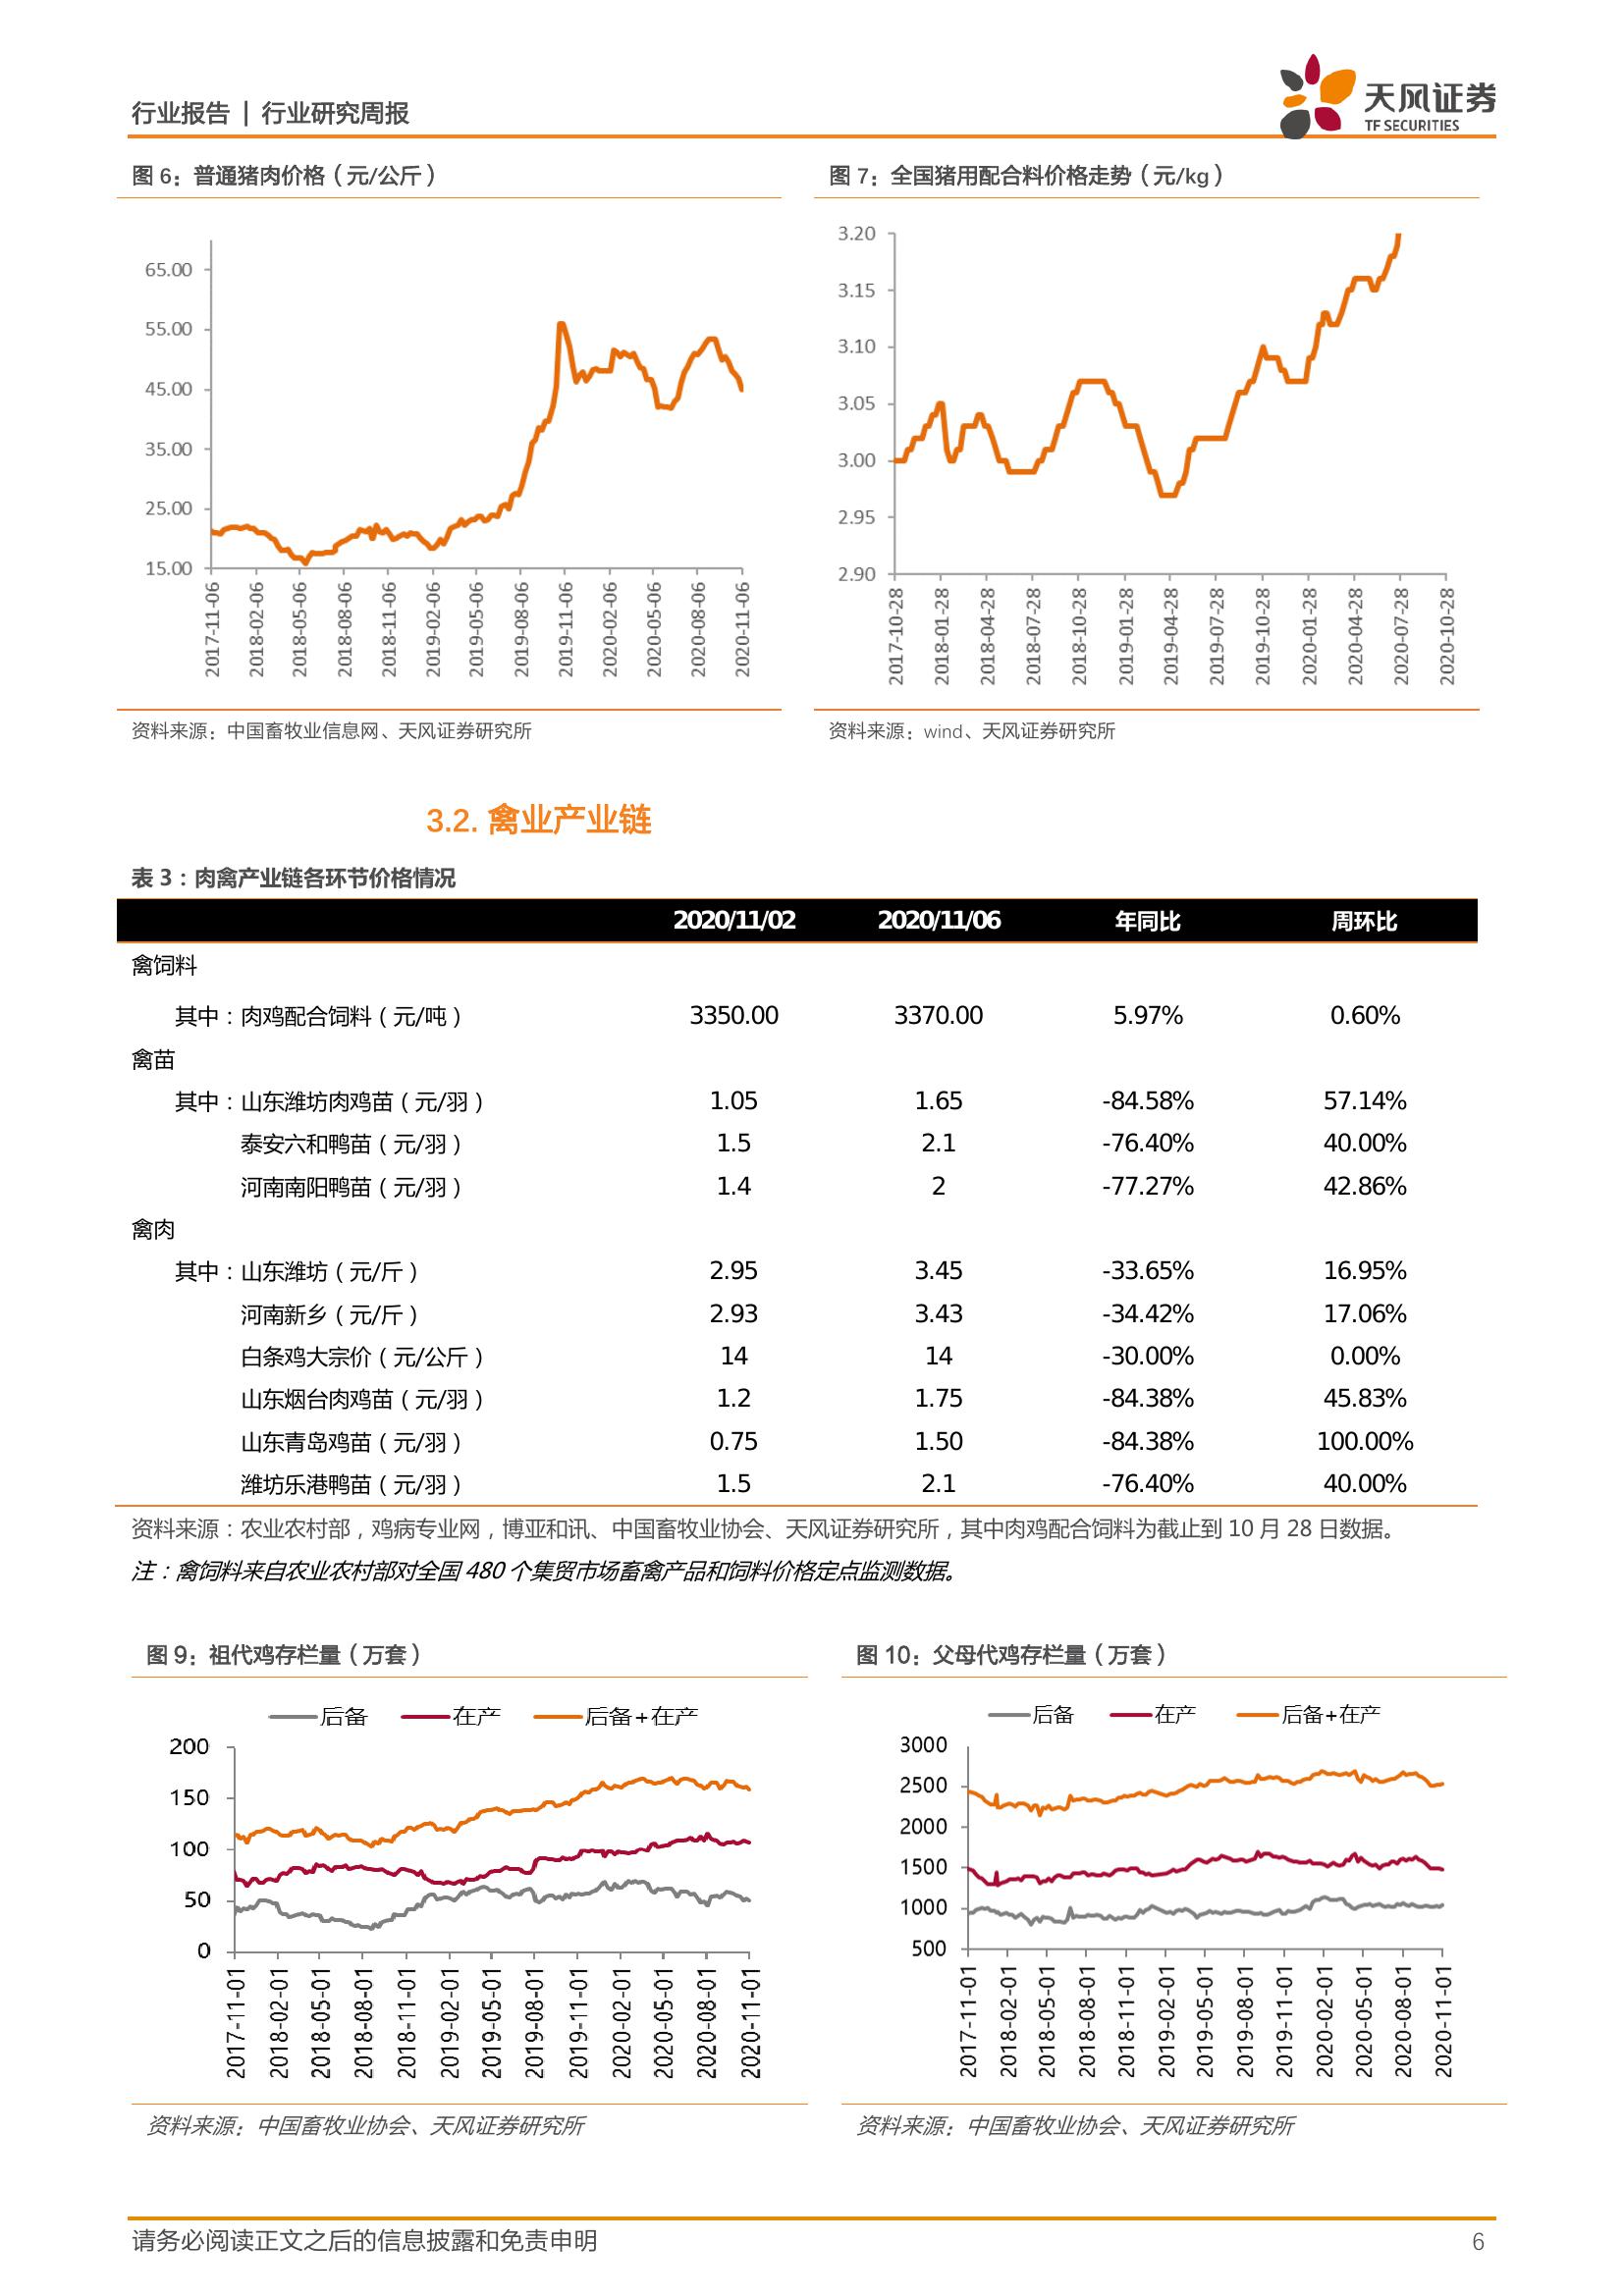 行业报告 | 行业研究周报
天风证券
TF SECURITIES
图 6：普通猪肉价格（元/公斤）
65.00
55.00
45.00
35.00
25.00
15.00
2017-11-06
2018-02-06
2018-05-06
2018-08-06
2018-11-06
2019-02-06
2019-05-06
2019-08-06
2019-11-06
2020-02-06
2020-05-06
2020-08-06
2020-11-06
资料来源：中国畜牧业信息网、天风证券研究所
图 7：全国猪用配合料价格走势（元/kg）
3.20
3.15
3.10
3.05
3.00
2.95
2.90
2017-10-28
2018-01-28
2018-04-28
2018-07-28
2018-10-28
2019-01-28
2019-04-28
2019-07-28
2019-10-28
2020-01-28
2020-04-28
2020-07-28
2020-10-28
资料来源：wind、天风证券研究所
3.2. 禽业产业链
表 3：肉禽产业链各环节价格情况
2020/11/02 2020/11/06 年同比 周环比
禽饲料
其中：肉鸡配合饲料（元/吨） 3350.00 3370.00 5.97% 0.60%
禽苗
其中：山东潍坊肉鸡苗（元/羽） 1.05 1.65 -84.58% 57.14%
泰安六和鸭苗（元/羽） 1.5 2.1 -76.40% 40.00%
河南南阳鸭苗（元/羽） 1.4 2 -77.27% 42.86%
禽肉
其中：山东潍坊（元/斤） 2.95 3.45 -33.65% 16.95%
河南新乡（元/斤） 2.93 3.43 -34.42% 17.06%
白条鸡大宗价（元/公斤） 14 14 -30.00% 0.00%
山东烟台肉鸡苗（元/羽） 1.2 1.75 -84.38% 45.83%
山东青岛鸡苗（元/羽） 0.75 1.50 -84.38% 100.00%
潍坊乐港鸭苗（元/羽） 1.5 2.1 -76.40% 40.00%
资料来源：农业农村部，鸡病专业网，博亚和讯、中国畜牧业协会、天风证券研究所，其中肉鸡配合饲料为截止到 10 月 28 日数据。
注：禽饲料来自农业农村部对全国 480 个集贸市场畜禽产品和饲料价格定点监测数据。
图 9：祖代鸡存栏量（万套）
后备 在产 后备+在产
200
150
100
50
0
2017-11-01
2018-02-01
2018-05-01
2018-08-01
2018-11-01
2019-02-01
2019-05-01
2019-08-01
2019-11-01
2020-02-01
2020-05-01
2020-08-01
2020-11-01
资料来源：中国畜牧业协会、天风证券研究所
图 10：父母代鸡存栏量（万套）
后备 在产 后备+在产
3000
2500
2000
1500
1000
500
2017-11-01
2018-02-01
2018-05-01
2018-08-01
2018-11-01
2019-02-01
2019-05-01
2019-08-01
2019-11-01
2020-02-01
2020-05-01
2020-08-01
2020-11-01
资料来源：中国畜牧业协会、天风证券研究所
请务必阅读正文之后的信息披露和免责申明 6